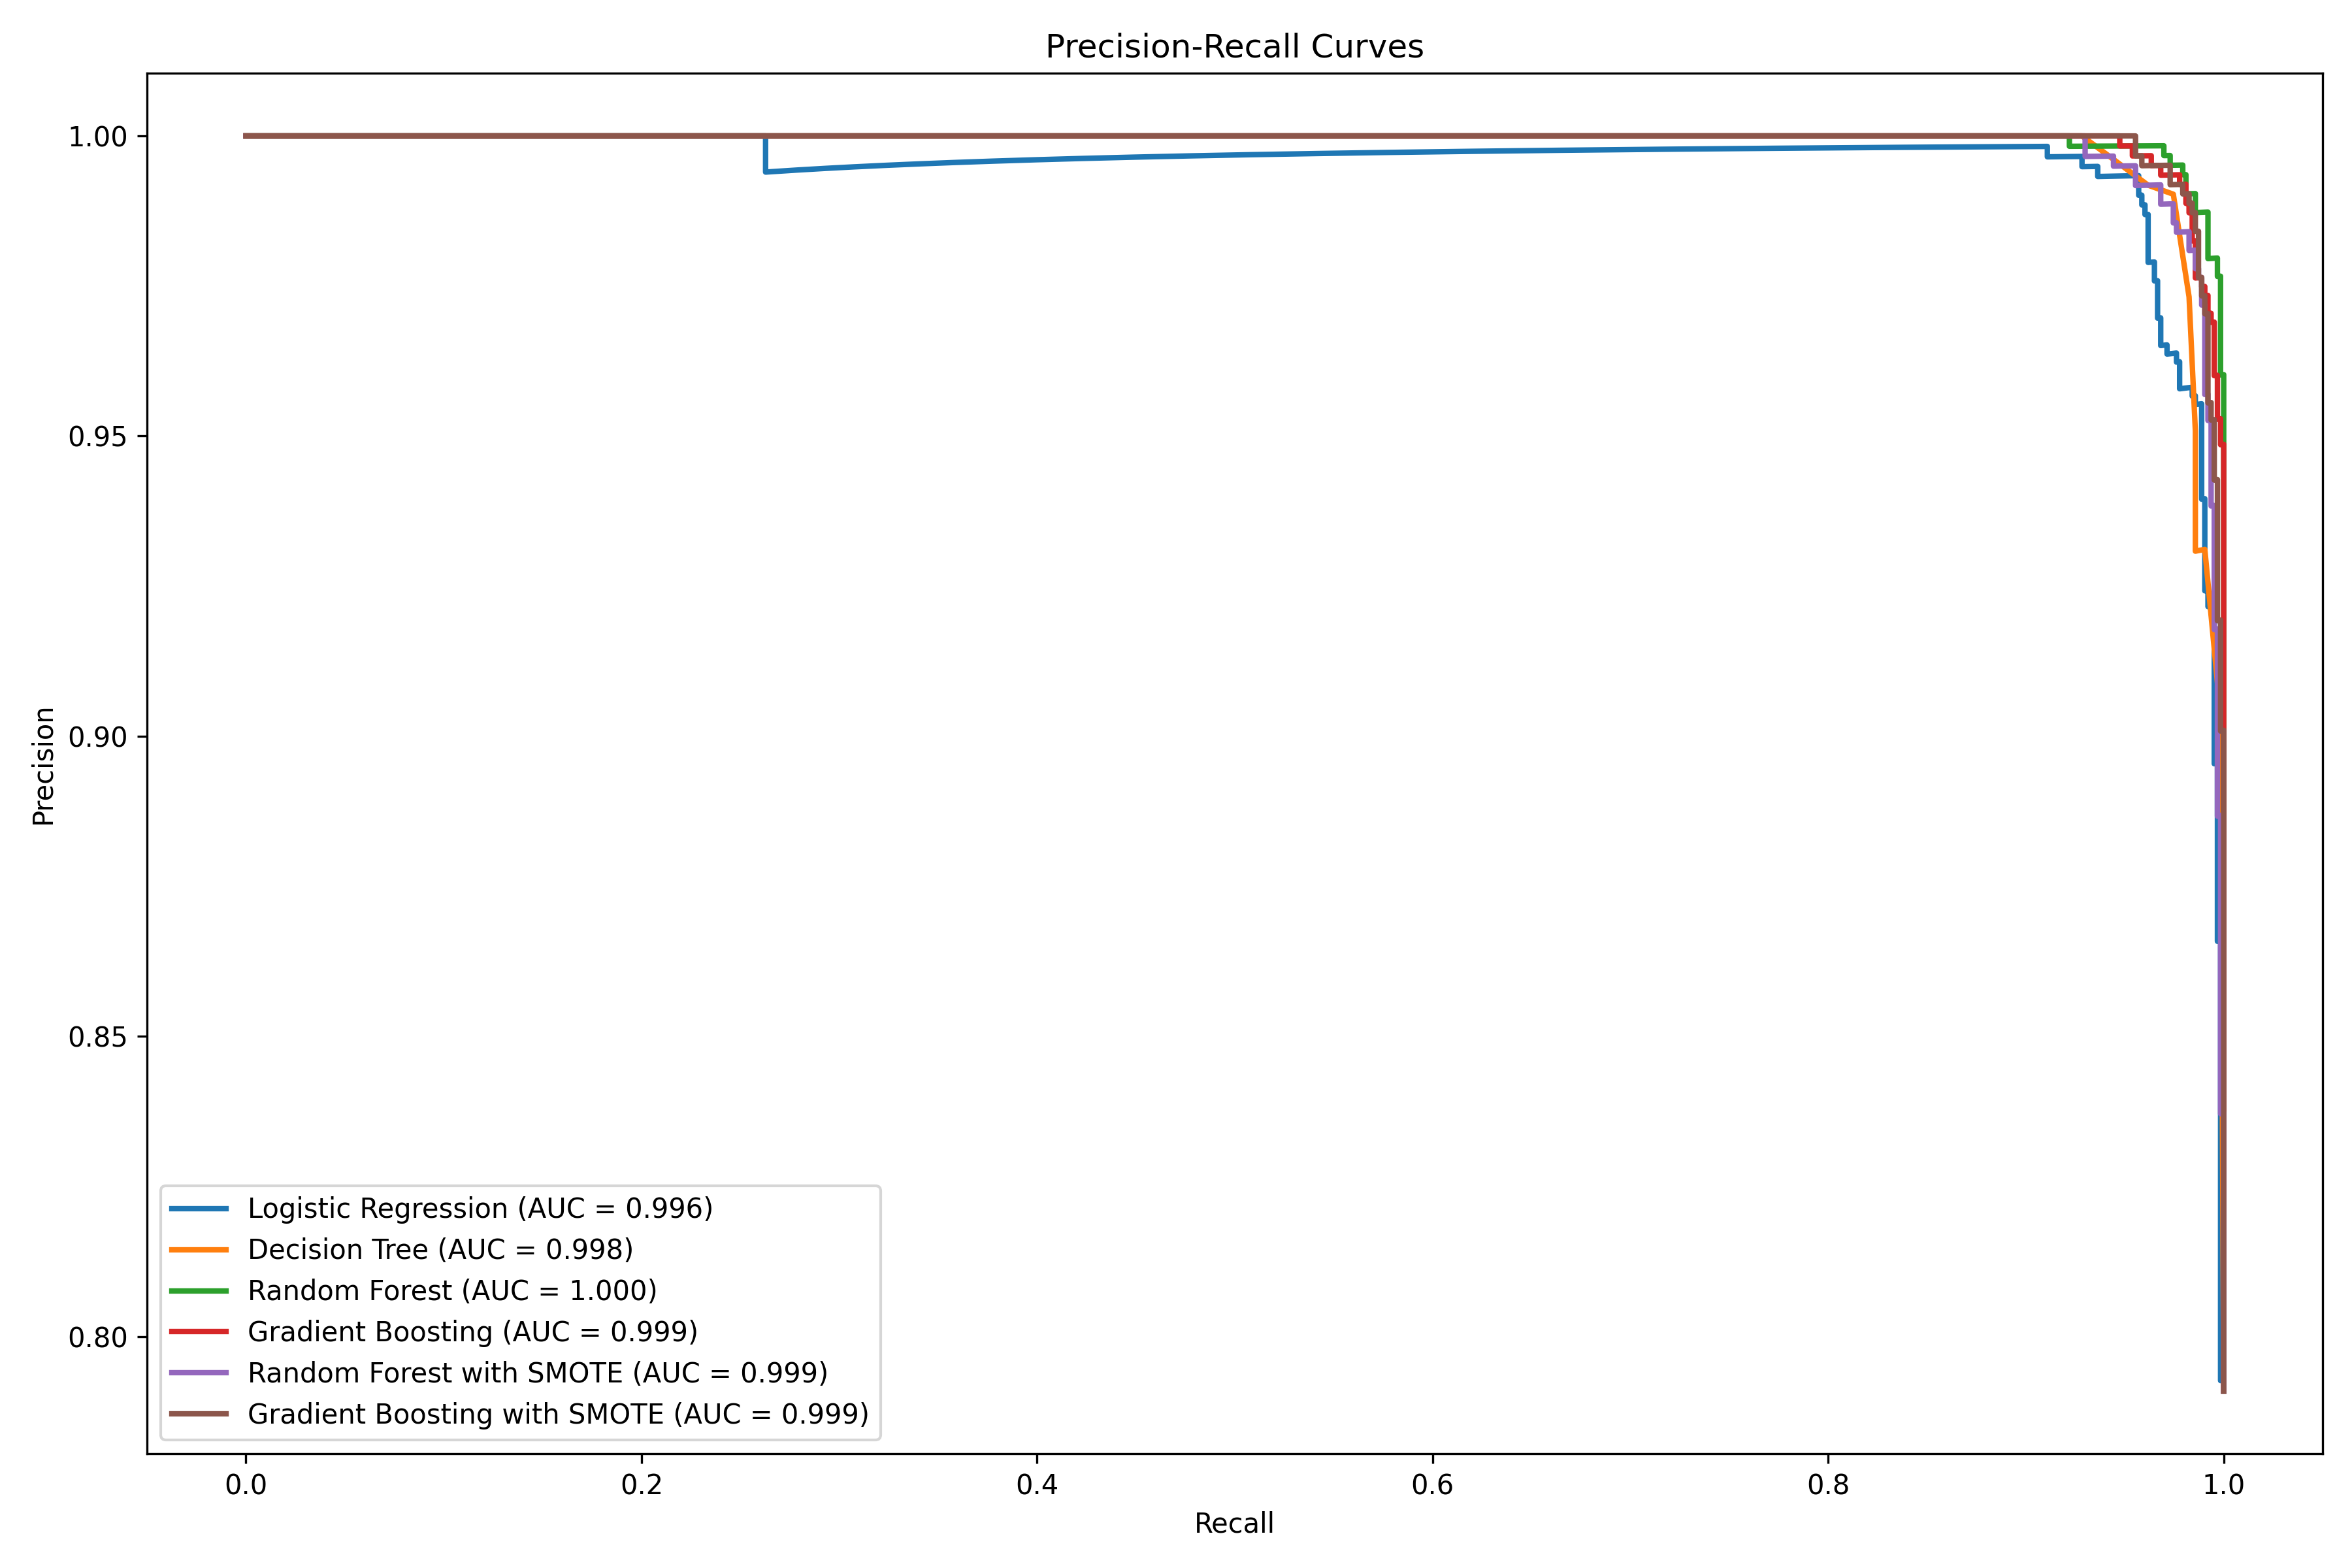 Precision-Recall Curves
1.00
0.95
0.90
0.85
0.80
Precision
Logistic Regression (AUC = 0.996)
Decision Tree (AUC = 0.998)
Random Forest (AUC = 1.000)
Gradient Boosting (AUC = 0.999)
Random Forest with SMOTE (AUC = 0.999)
Gradient Boosting with SMOTE (AUC = 0.999)
0.0 0.2 0.4 0.6 0.8 1.0
Recall